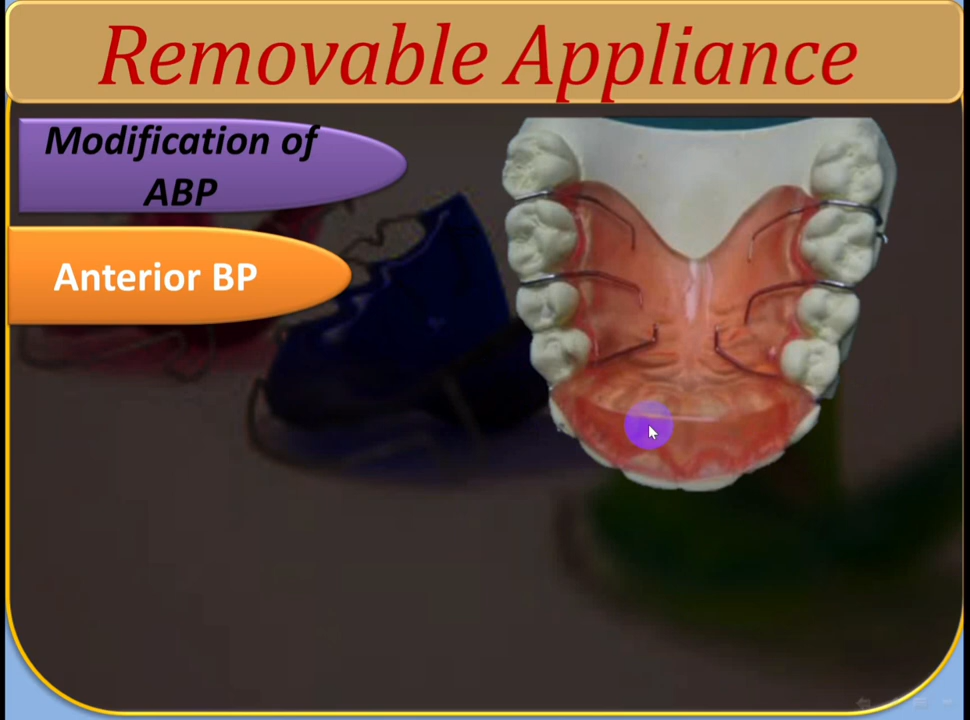 Removable Appliance
Modification of
ABP
Anterior BP